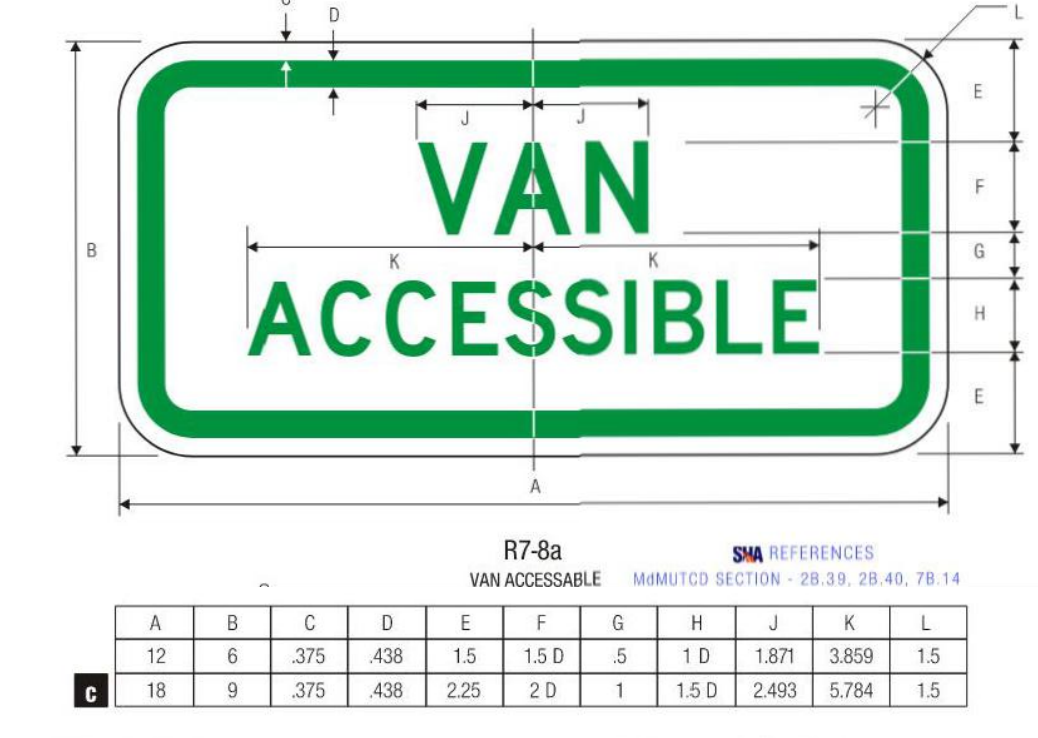 C
D
L
E
J J
VAN
F
B
G
K K
ACCESSIBLE
H
E
A
R7-8a
SHA REFERENCES
VAN ACCESSABLE
MdMUTCD SECTION - 2B.39, 2B.40, 7B.14
A B C D E F G H J K L
12 6 .375 .438 1.5 1.5 D .5 1 D 1.871 3.859 1.5
C 18 9 .375 .438 2.25 2 D 1 1.5 D 2.493 5.784 1.5